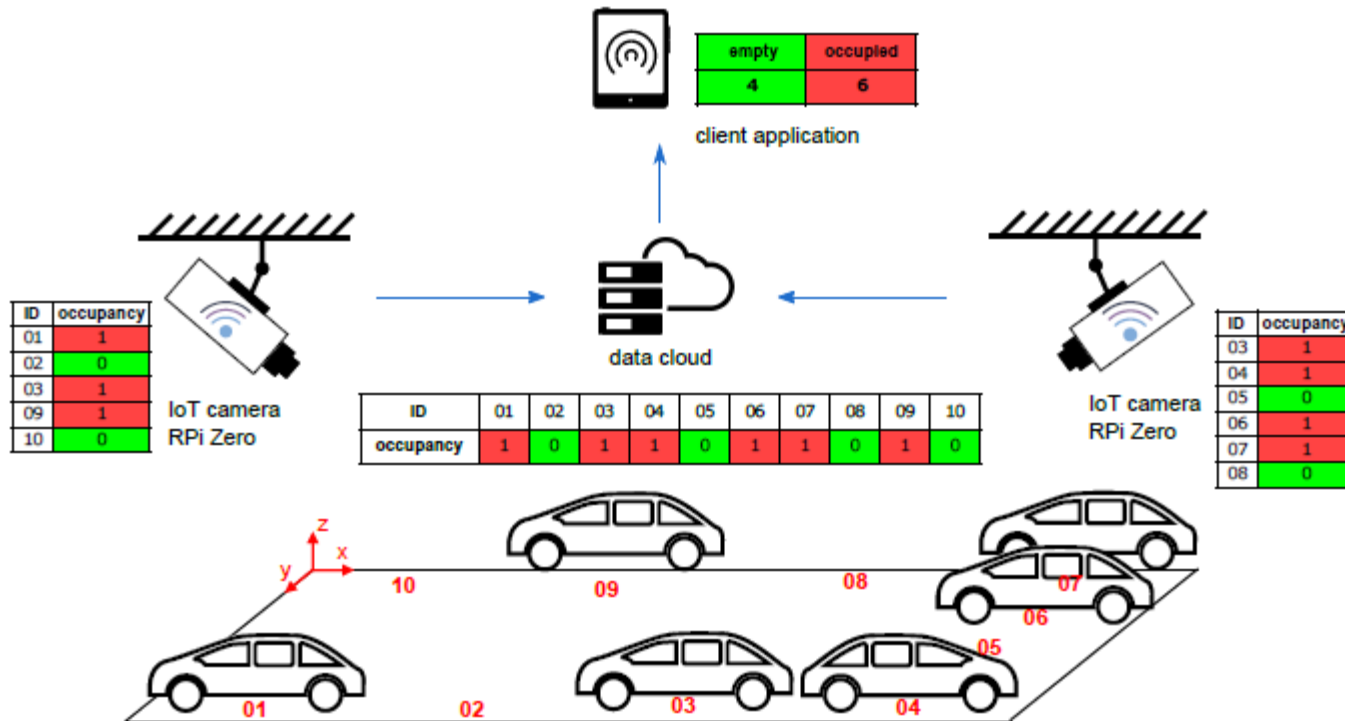 empty occupied
4 6
client application
ID occupancy
01 1
02 0
03 1
09 1
10 0
IoT camera
RPi Zero
data cloud
ID 01 02 03 04 05 06 07 08 09 10
occupancy 1 0 1 1 0 1 1 0 1 0
IoT camera
RPi Zero
ID occupancy
03 1
04 1
05 0
06 1
07 1
08 0
z
x
y
10 09 08 07
06
05
01 02 03 04